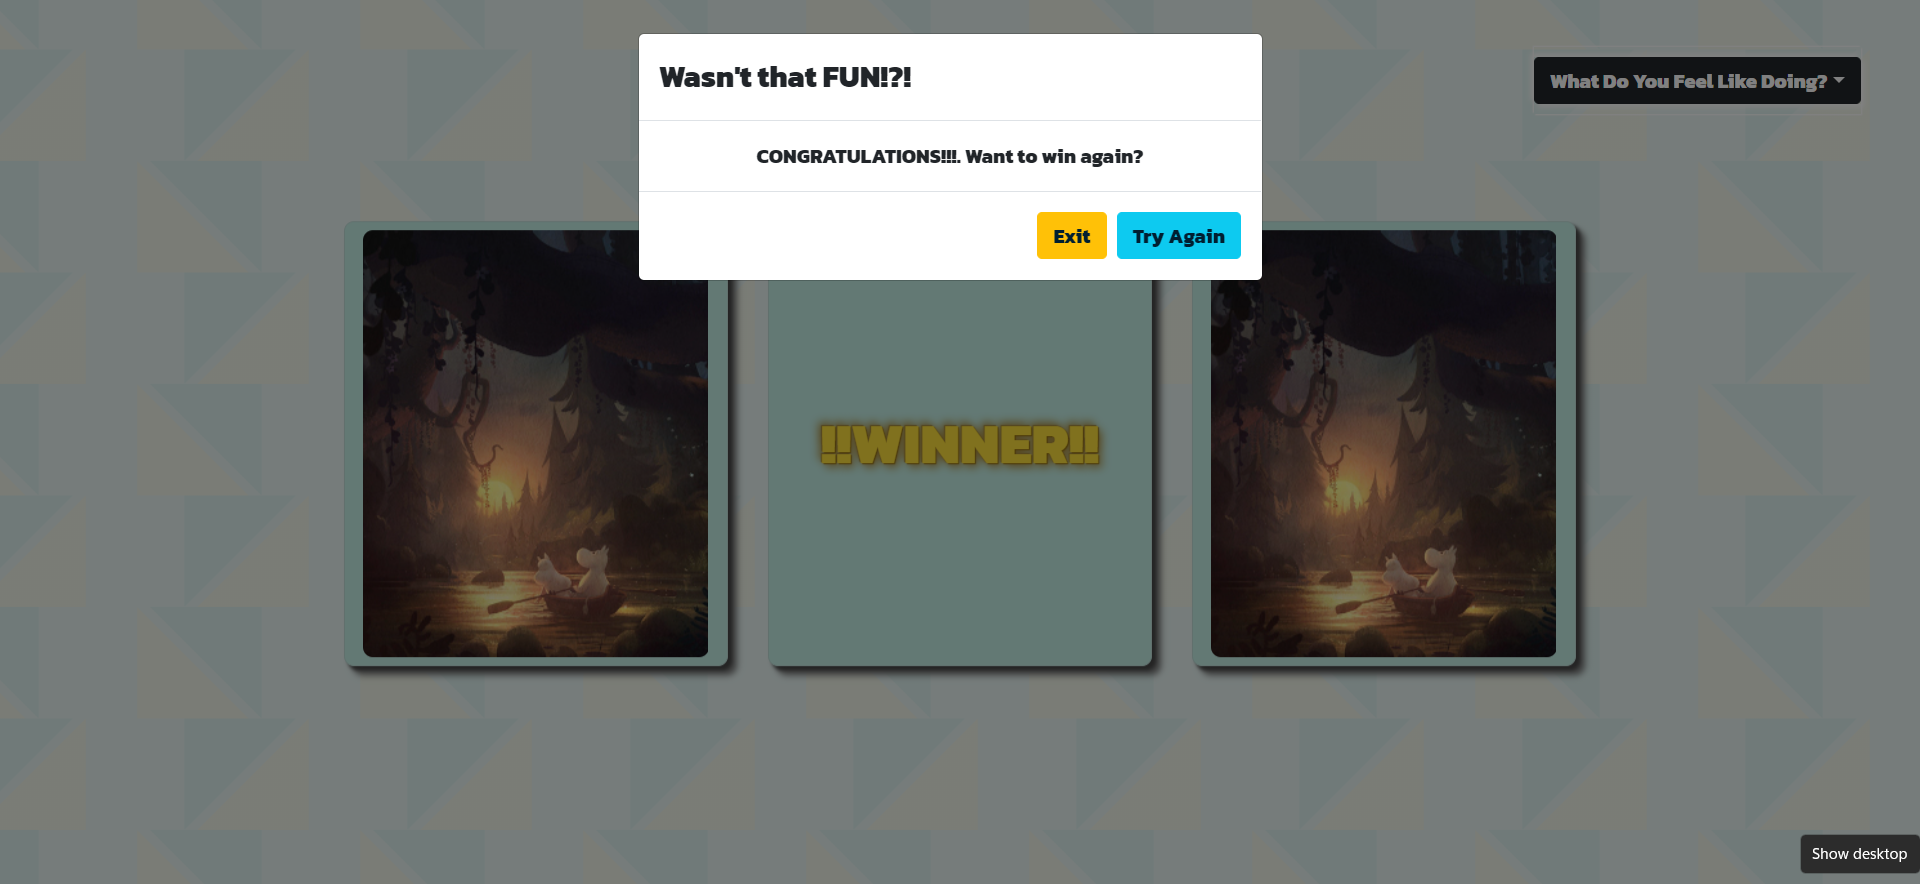 Wasn't that FUN!?!
What Do You Feel Like Doing?
CONGRATULATIONS!!!. Want to win again?
Exit
Try Again
!!WINNER!!
Show desktop